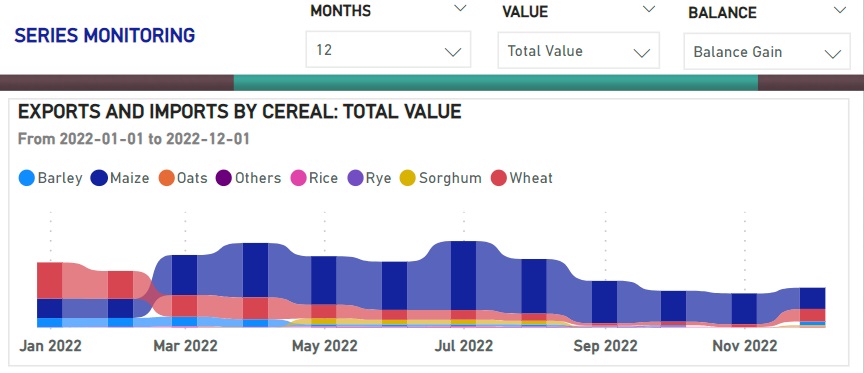 MONTHS VALUE BALANCE
SERIES MONITORING
12 Total Value Balance Gain
EXPORTS AND IMPORTS BY CEREAL: TOTAL VALUE
From 2022-01-01 to 2022-12-01
Barley Maize Oats Others Rice Rye Sorghum Wheat
Jan 2022 Mar 2022 May 2022 Jul 2022 Sep 2022 Nov 2022